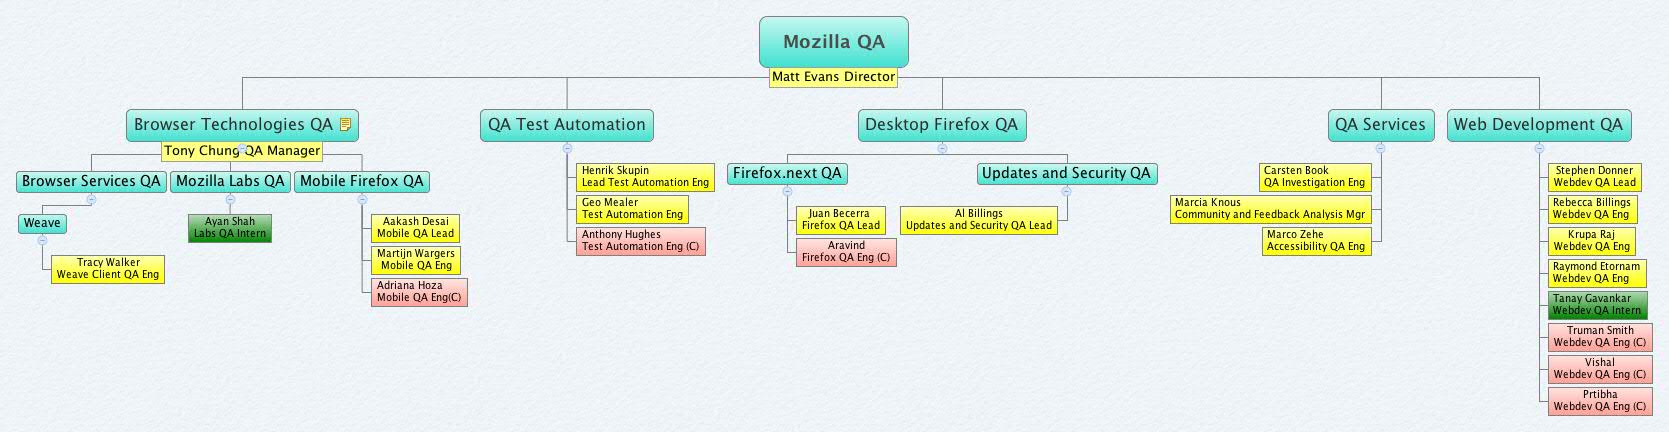 Mozilla QA
Matt Evans Director
Browser Technologies QA
Tony Chung QA Manager
Browser Services QA
Weave
Tracy Walker
Weave Client QA Eng
Mozilla Labs QA
Ayan Shah
Labs QA Intern
Mobile Firefox QA
Aakash Desai
Mobile QA Lead
Martijn Wargers
Mobile QA Eng
Adriana Hoza
Mobile QA Eng(C)
QA Test Automation
Henrik Skupin
Lead Test Automation Eng
Geo Mealer
Test Automation Eng
Anthony Hughes
Test Automation Eng (C)
Desktop Firefox QA
Firefox.next QA
Juan Becerra
Firefox QA Lead
Aravind
Firefox QA Eng (C)
Updates and Security QA
Al Billings
Updates and Security QA Lead
QA Services
Carsten Book
QA Investigation Eng
Marcia Knous
Community and Feedback Analysis Mgr
Marco Zehe
Accessibility QA Eng
Web Development QA
Stephen Donner
Webdev QA Lead
Rebecca Billings
Webdev QA Eng
Krupa Raj
Webdev QA Eng
Raymond Etornam
Webdev QA Eng
Tanay Gavankar
Webdev QA Intern
Truman Smith
Webdev QA Eng (C)
Vishal
Webdev QA Eng (C)
Prtibha
Webdev QA Eng (C)